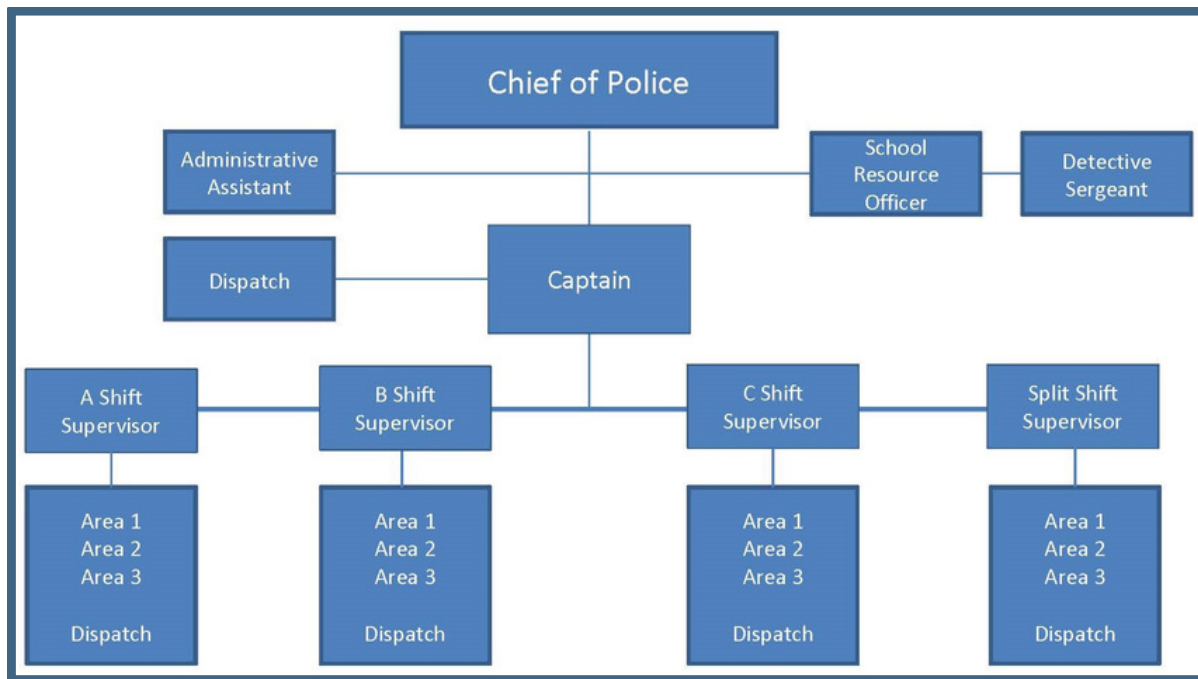 Chief of Police
Administrative
Assistant
School
Resource
Officer
Detective
Sergeant
Dispatch
Captain
A Shift
Supervisor
B Shift
Supervisor
C Shift
Supervisor
Split Shift
Supervisor
Area 1
Area 2
Area 3
Dispatch
Area 1
Area 2
Area 3
Dispatch
Area 1
Area 2
Area 3
Dispatch
Area 1
Area 2
Area 3
Dispatch